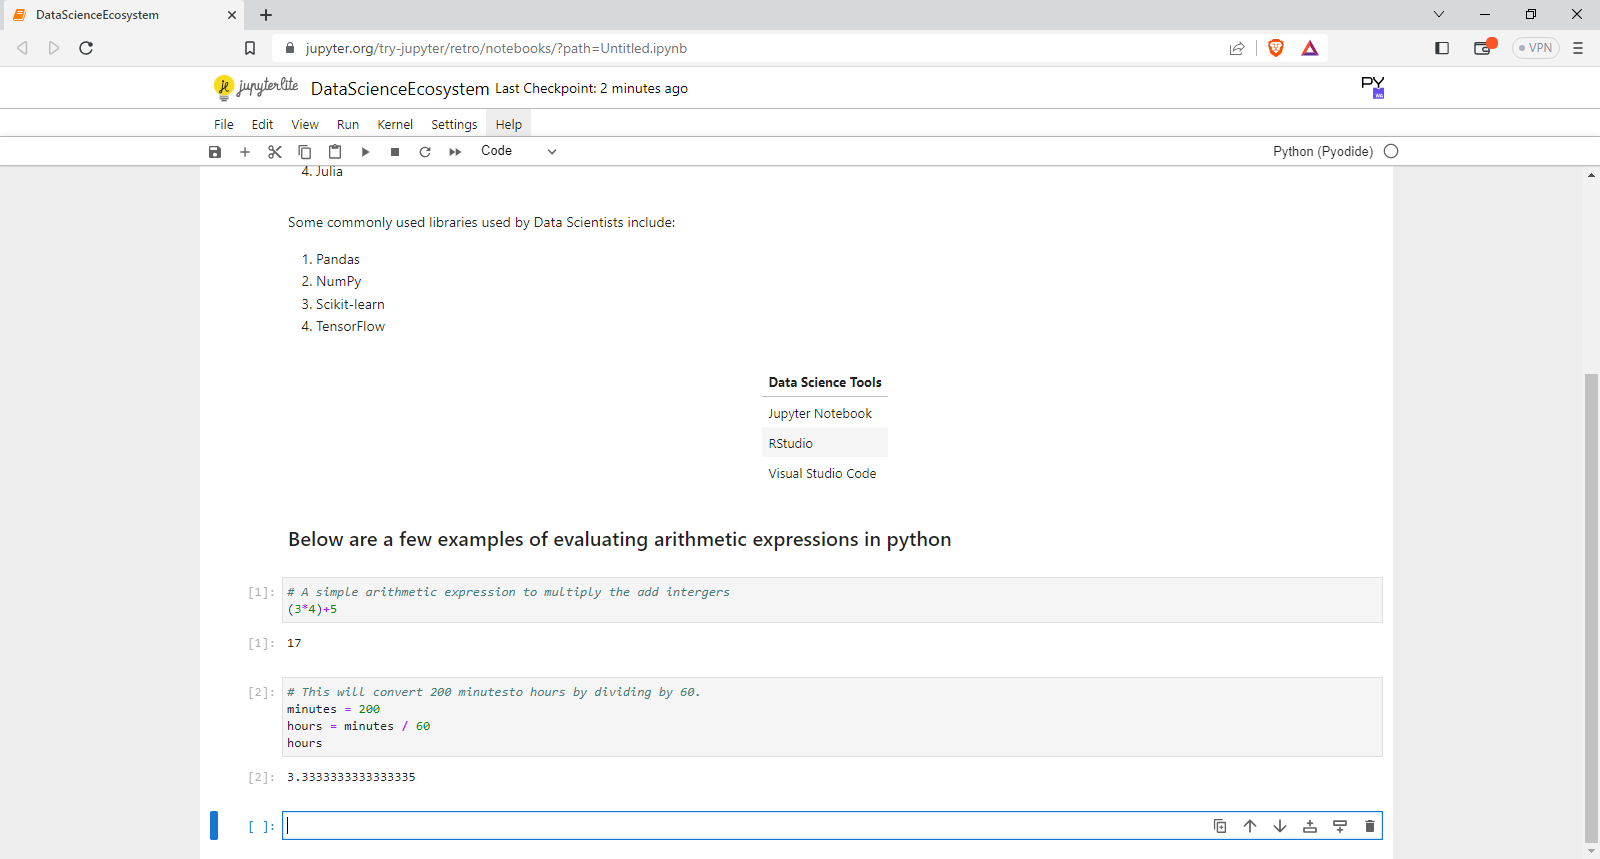 DataScienceEcosystem
jupyter.org/try-jupyter/retro/notebooks/?path=Untitled.ipynb
VPN
jupyterlite
DataScienceEcosystem Last Checkpoint: 2 minutes ago
PY
WA
File Edit View Run Kernel Settings Help
Code
Python (Pyodide)
4. Julia
Some commonly used libraries used by Data Scientists include:
1. Pandas
2. NumPy
3. Scikit-learn
4. TensorFlow
Data Science Tools
Jupyter Notebook
RStudio
Visual Studio Code
Below are a few examples of evaluating arithmetic expressions in python
[1]: # A simple arithmetic expression to multiply the add intergers
(3*4)+5
[1]: 17
[2]: # This will convert 200 minutesto hours by dividing by 60.
minutes = 200
hours = minutes / 60
hours
[2]: 3.3333333333333335
[ ]: